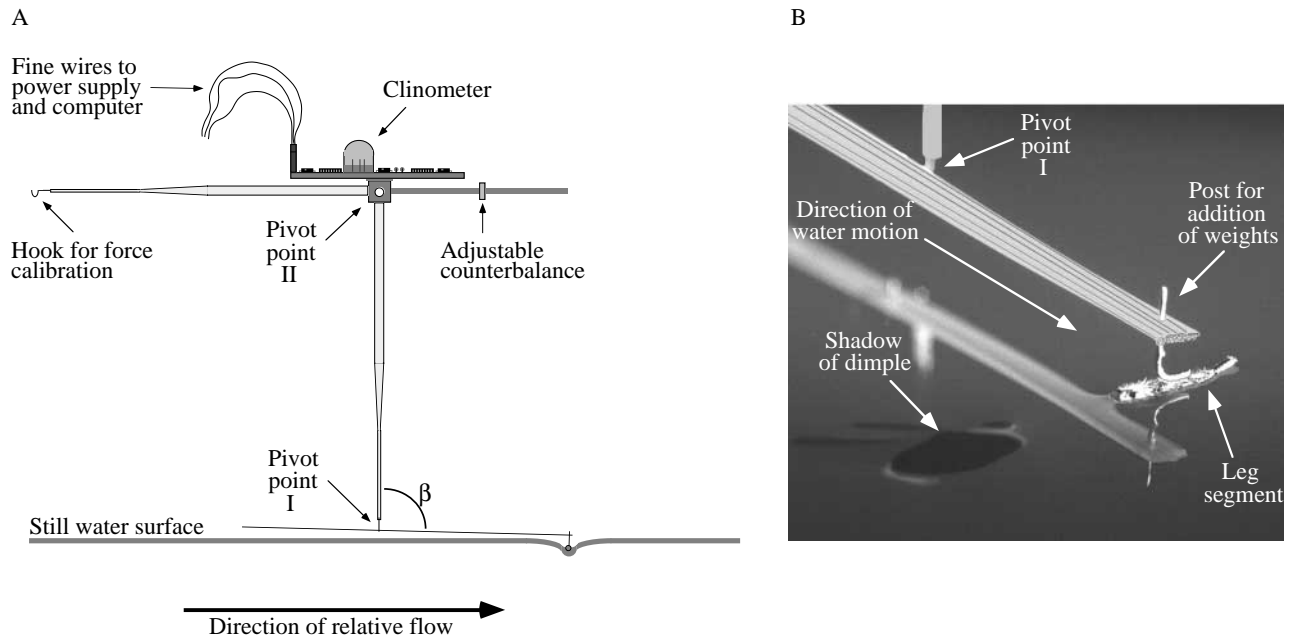 A
Fine wires to
power supply
and computer
Clinometer
Hook for force
calibration
Pivot
point
II
Adjustable
counterbalance
Pivot
point
I
β
Still water surface
Direction of relative flow
B
Pivot
point
I
Direction of
water motion
Post for
addition
of weights
Shadow
of dimple
Leg
segment